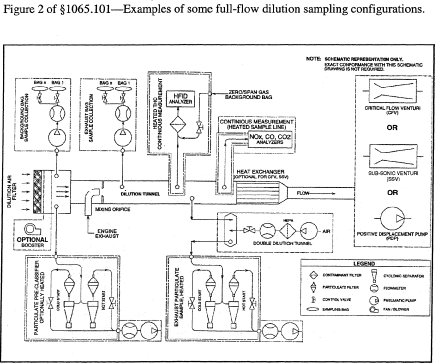 Figure 2 of §1065.101—Examples of some full-flow dilution sampling configurations.
NOTE: SCHEMATIC REPRESENTATION ONLY.
EXACT CONFORMANCE WITH THIS SCHEMATIC
DRAWING IS NOT REQUIRED.
BAG n BAG 1
BACKGROUND BAG
SAMPLE COLLECTION
BAG n BAG 1
EXHAUST BAG
SAMPLE COLLECTION
HEATED THC
CONTINUOUS MEASUREMENT
HFID
ANALYZER
ZERO/SPAN GAS
BACKGROUND BAG
CONTINUOUS MEASUREMENT
(HEATED SAMPLE LINE)
NOx, CO, CO2
ANALYZERS
CRITICAL FLOW VENTURI
(CFV)
OR
SUB-SONIC VENTURI
(SSV)
OR
POSITIVE DISPLACEMENT PUMP
(PDP)
DILUTION AIR
FILTER
DILUTION TUNNEL
HEAT EXCHANGER
(OPTIONAL FOR CFV, SSV)
FLOW
MIXING ORIFICE
OPTIONAL
BOOSTER
ENGINE
EXHAUST
HEPA
AIR
DOUBLE DILUTION TUNNEL
PARTICULATE PRE-CLASSIFIER
OPTIONALLY HEATED
COLD START
HOT START
EXHAUST PARTICULATE
SAMPLE-HEATED
COLD START
HOT START
LEGEND
CONTAMINANT FILTER
CYCLONIC SEPARATOR
PARTICULATE FILTER
FLOWMETER
CONTROL VALVE
PNEUMATIC PUMP
SAMPLING BAG
FAN / BLOWER